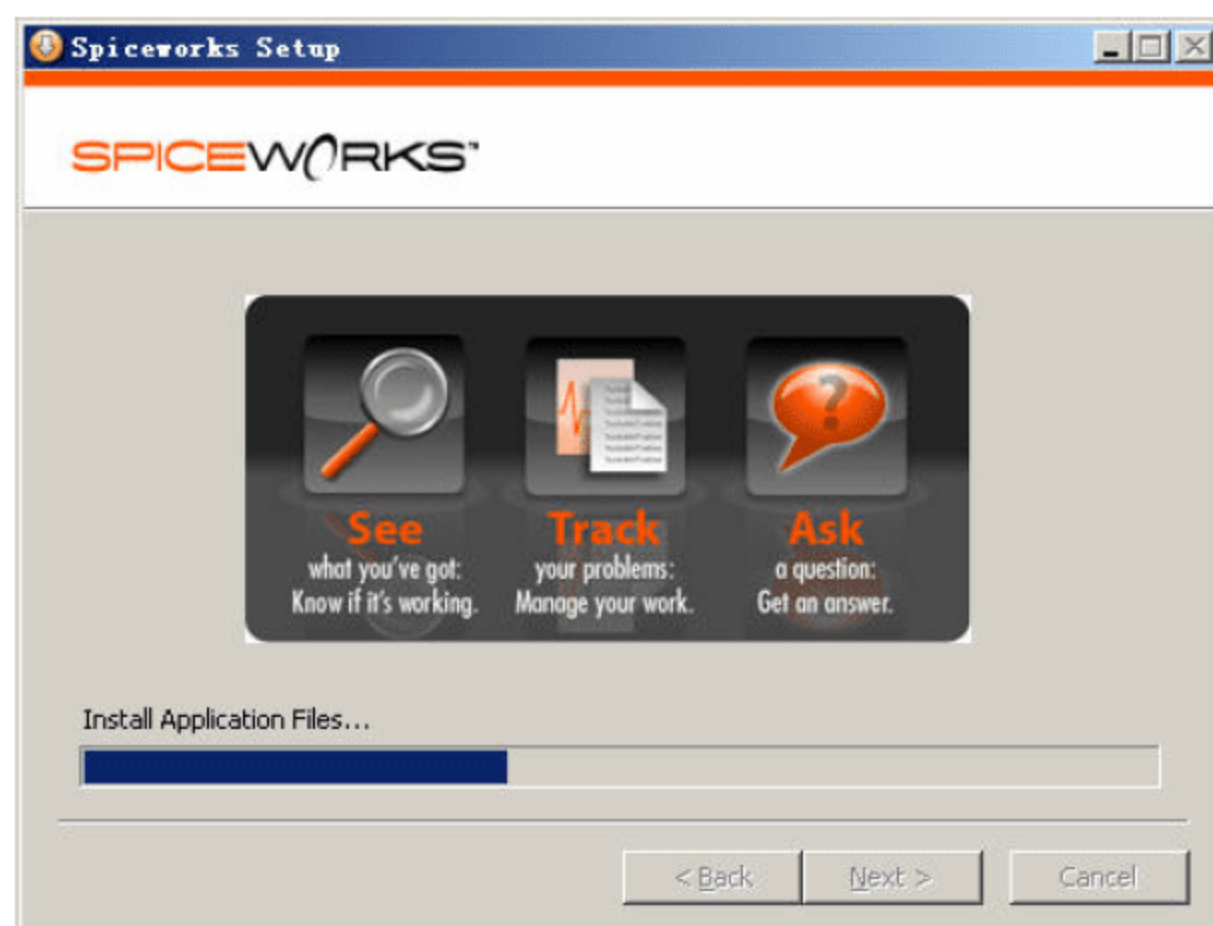 Spiceworks Setup
SPICEWORKS™
See
what you've got:
Know if it's working.
Track
your problems:
Manage your work.
Ask
a question:
Get an answer.
Install Application Files...
< Back
Next >
Cancel